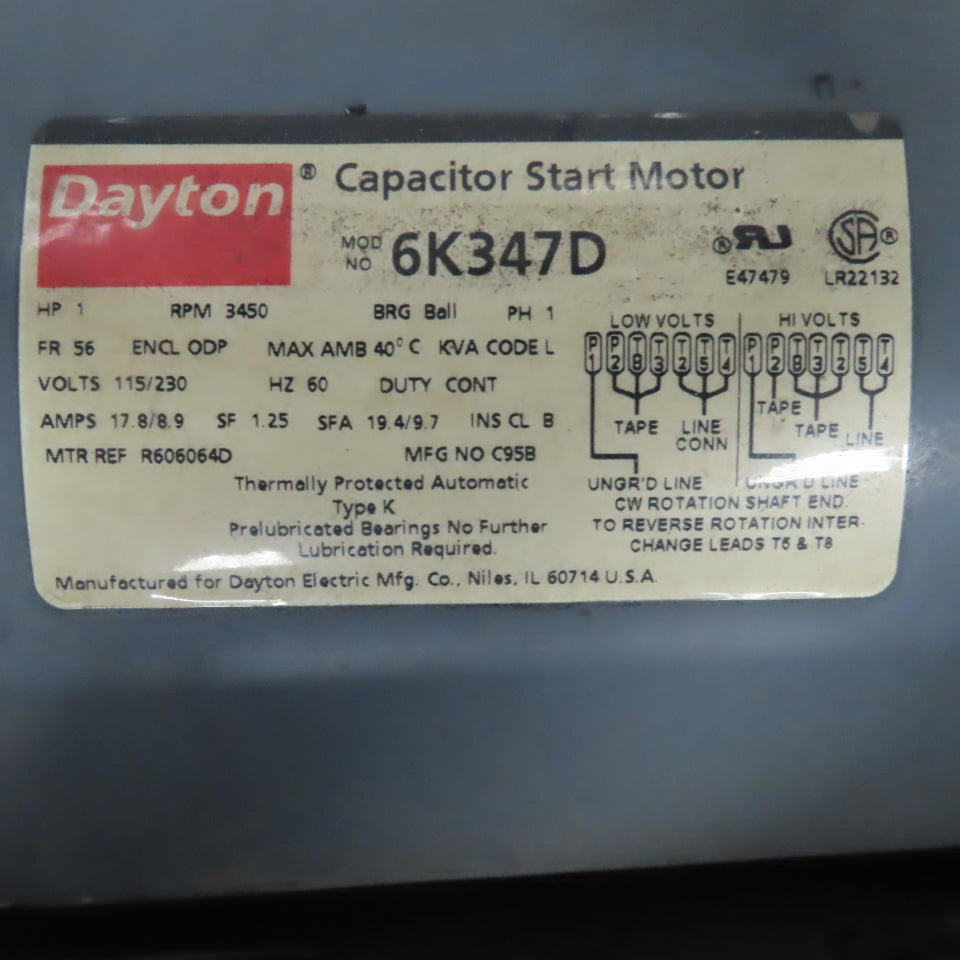 Dayton® Capacitor Start Motor
MOD NO 6K347D
E47479 LR22132
HP 1 RPM 3450 BRG Ball PH 1
FR 56 ENCL ODP MAX AMB 40° C KVA CODE L
VOLTS 115/230 HZ 60 DUTY CONT
AMPS 17.8/8.9 SF 1.25 SFA 19.4/9.7 INS CL B
MTR REF R606064D MFG NO C95B
Thermally Protected Automatic
Type K
Prelubricated Bearings No Further
Lubrication Required.
LOW VOLTS
P1 P2 T8 T3 T2 T5 T4
TAPE LINE CONN
UNGR'D LINE
HI VOLTS
P1 P2 T8 T3 T2 T5 T4
TAPE TAPE LINE
UNGR'D LINE
CW ROTATION SHAFT END.
TO REVERSE ROTATION INTER-
CHANGE LEADS T5 & T8
Manufactured for Dayton Electric Mfg. Co., Niles, IL 60714 U.S.A.